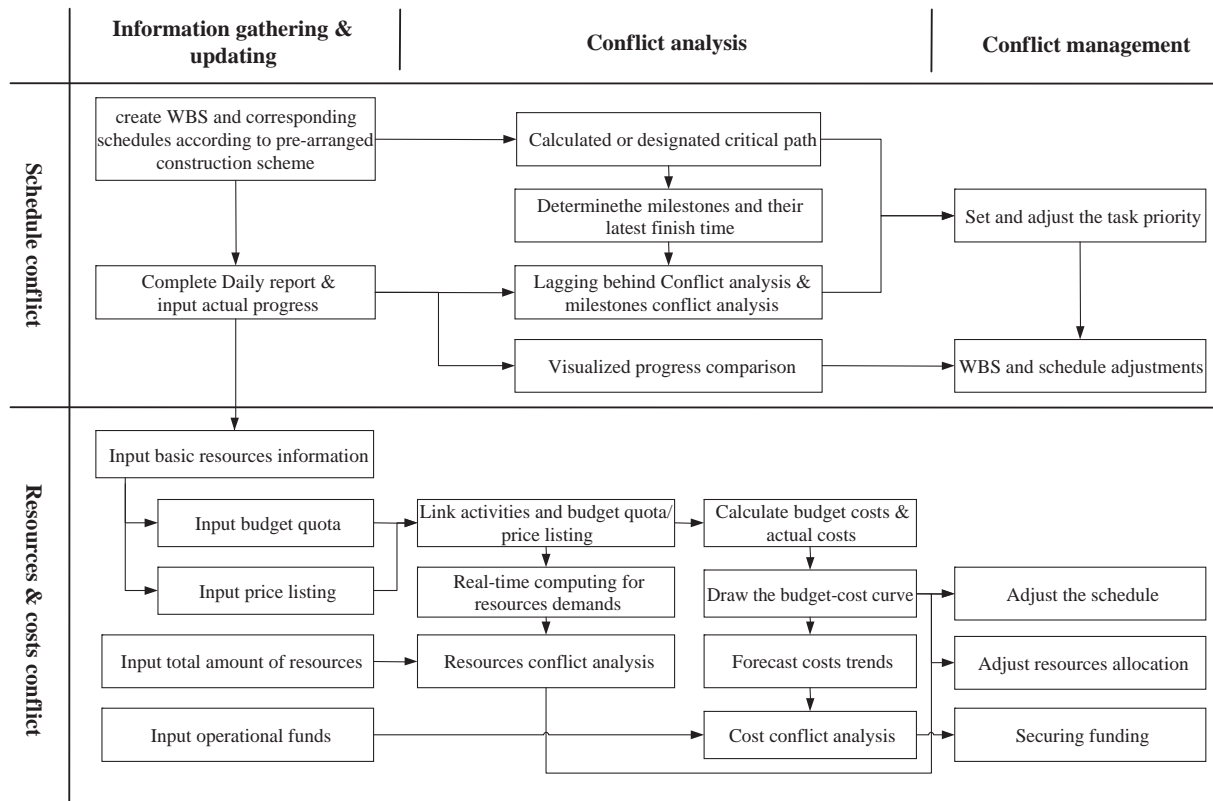 Information gathering &
updating
Conflict analysis
Conflict management
Schedule conflict
create WBS and corresponding
schedules according to pre-arranged
construction scheme
Calculated or designated critical path
Determinethe milestones and their
latest finish time
Set and adjust the task priority
Complete Daily report &
input actual progress
Lagging behind Conflict analysis &
milestones conflict analysis
Visualized progress comparison
WBS and schedule adjustments
Resources & costs conflict
Input basic resources information
Input budget quota
Link activities and budget quota/
price listing
Calculate budget costs &
actual costs
Input price listing
Real-time computing for
resources demands
Draw the budget-cost curve
Adjust the schedule
Input total amount of resources
Resources conflict analysis
Forecast costs trends
Adjust resources allocation
Input operational funds
Cost conflict analysis
Securing funding